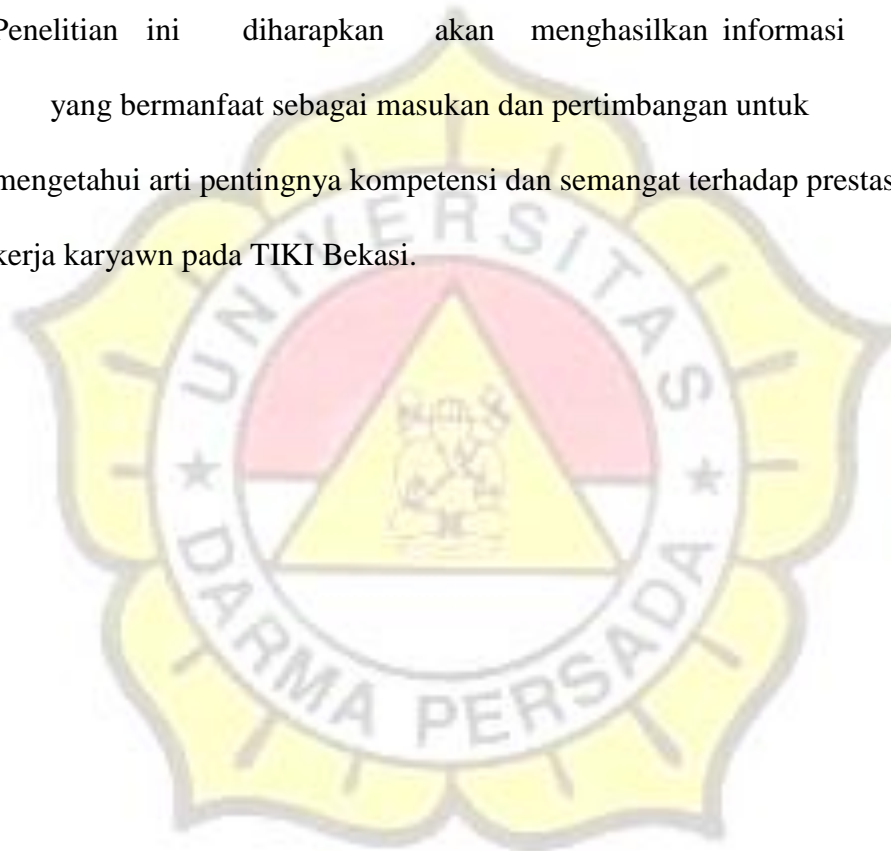 Penelitian ini diharapkan akan menghasilkan informasi
yang bermanfaat sebagai masukan dan pertimbangan untuk
mengetahui arti pentingnya kompetensi dan semangat terhadap prestas
kerja karyawn pada TIKI Bekasi.
UNIVERSITAS
DARMA PERSADA